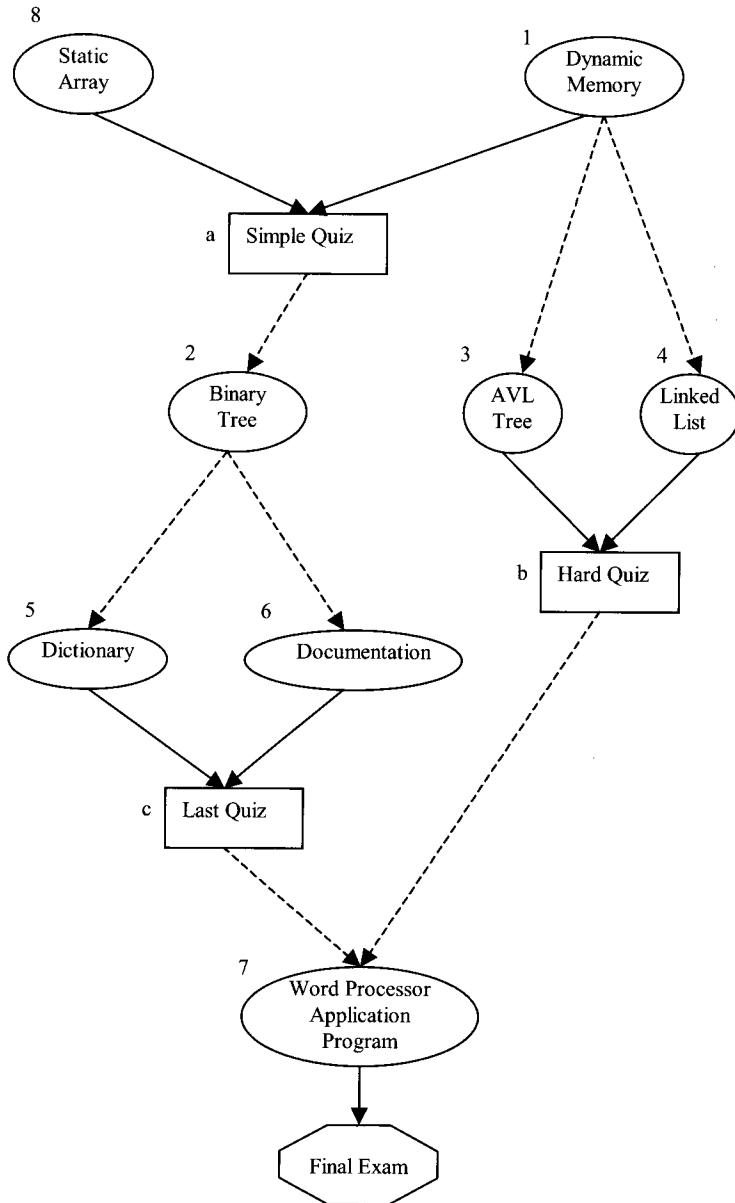 8
Static
Array
1
Dynamic
Memory
a
Simple Quiz
2
Binary
Tree
3
AVL
Tree
4
Linked
List
b
Hard Quiz
5
Dictionary
6
Documentation
c
Last Quiz
7
Word Processor
Application
Program
Final Exam